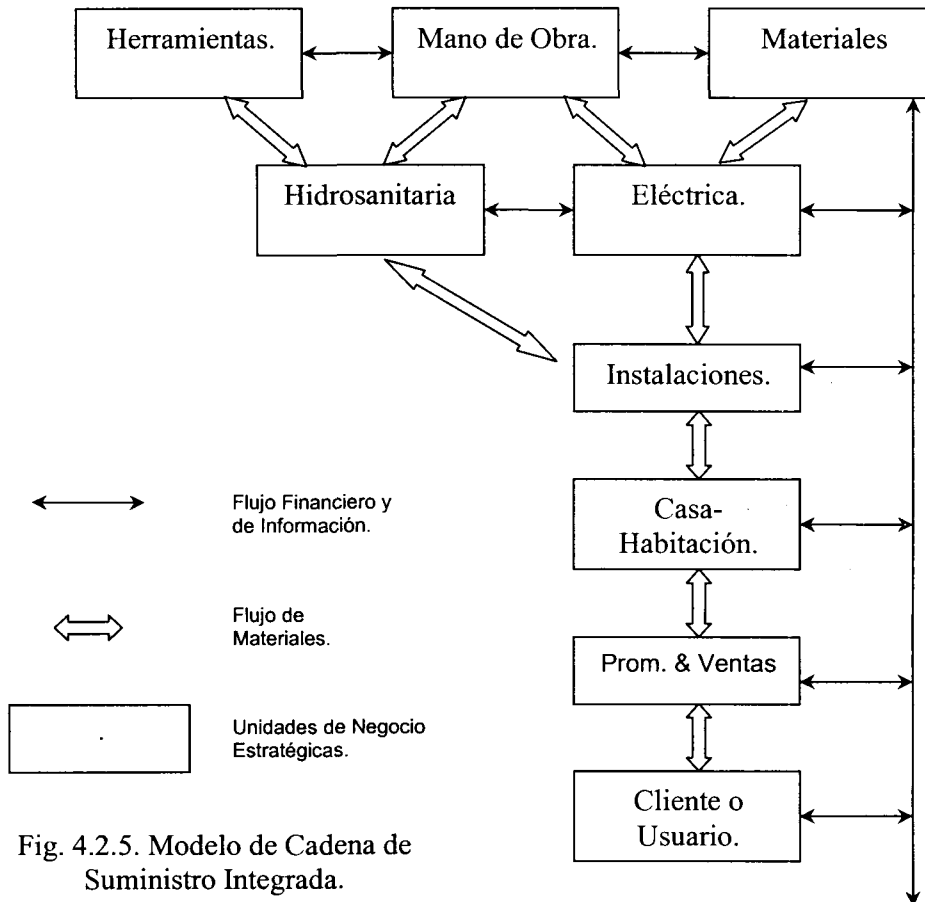 Herramientas.
Mano de Obra.
Materiales
Hidrosanitaria
Eléctrica.
Instalaciones.
Casa-
Habitación.
Prom. & Ventas
Cliente o
Usuario.
Flujo Financiero y
de Información.
Flujo de
Materiales.
Unidades de Negocio
Estratégicas.
Fig. 4.2.5. Modelo de Cadena de
Suministro Integrada.